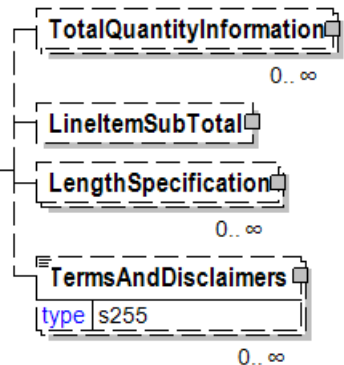 TotalQuantityInformation
0.. ∞
LineItemSubTotal
LengthSpecification
0.. ∞
TermsAndDisclaimers
type s255
0.. ∞